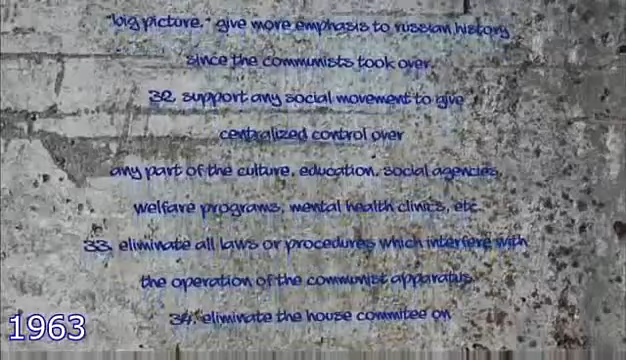 "big picture." give more emphasis to russian history
since the communists took over.
32. support any social movement to give
centralized control over
any part of the culture, education, social agencies,
welfare programs, mental health clinics, etc.
33. eliminate all laws or procedures which interfere with
the operation of the communist apparatus.
34. eliminate the house commitee on
1963